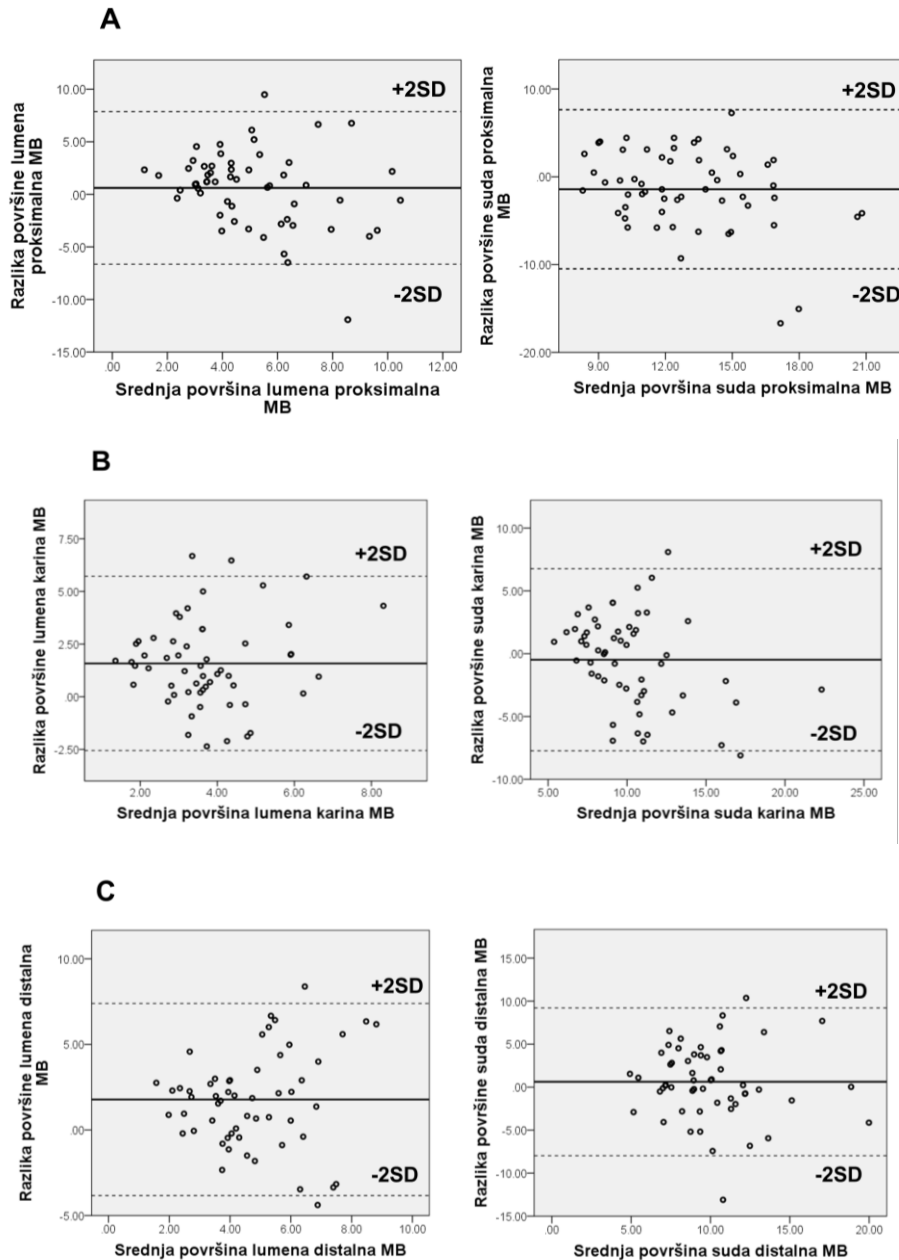 A
Razlika površine lumena
proksimalna MB
10.00
5.00
.00
-5.00
-10.00
-15.00
+2SD
-2SD
.00 2.00 4.00 6.00 8.00 10.00 12.00
Srednja površina lumena proksimalna
MB
Razlika površine suda proksimalna
MB
10.00
.00
-10.00
-20.00
+2SD
-2SD
9.00 12.00 15.00 18.00 21.00
Srednja površina suda proksimalna MB
B
Razlika površine lumena karina MB
7.50
5.00
2.50
.00
-2.50
+2SD
-2SD
2.00 4.00 6.00 8.00
Srednja površina lumena karina MB
Razlika površine suda karina MB
10.00
5.00
.00
-5.00
-10.00
+2SD
-2SD
5.00 10.00 15.00 20.00 25.00
Srednja površina suda karina MB
C
Razlika površine lumena distalna
MB
10.00
5.00
.00
-5.00
+2SD
-2SD
.00 2.00 4.00 6.00 8.00 10.00
Srednja površina lumena distalna MB
Razlika površine suda distalna MB
15.00
10.00
5.00
.00
-5.00
-10.00
-15.00
+2SD
-2SD
.00 5.00 10.00 15.00 20.00
Srednja površina suda distalna MB